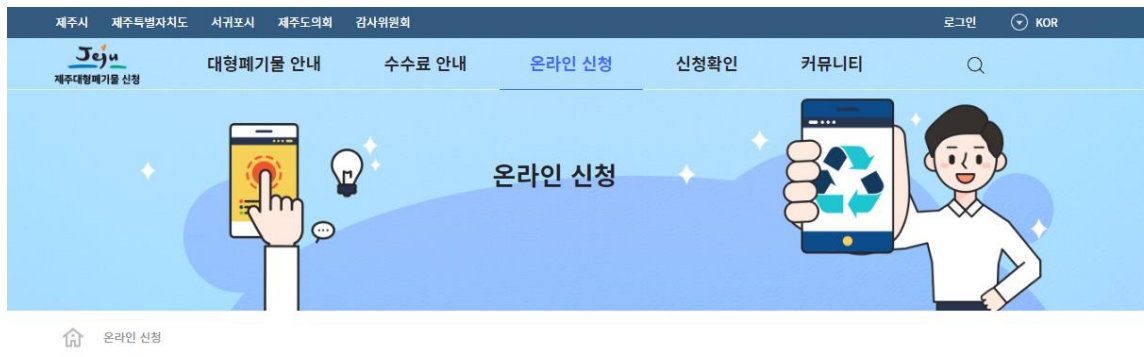 제주시 제주특별자치도 서귀포시 제주도의회 감사위원회 로그인 KOR
Jeju
제주대형폐기물 신청
대형폐기물 안내 수수료 안내 온라인 신청 신청확인 커뮤니티
온라인 신청
온라인 신청